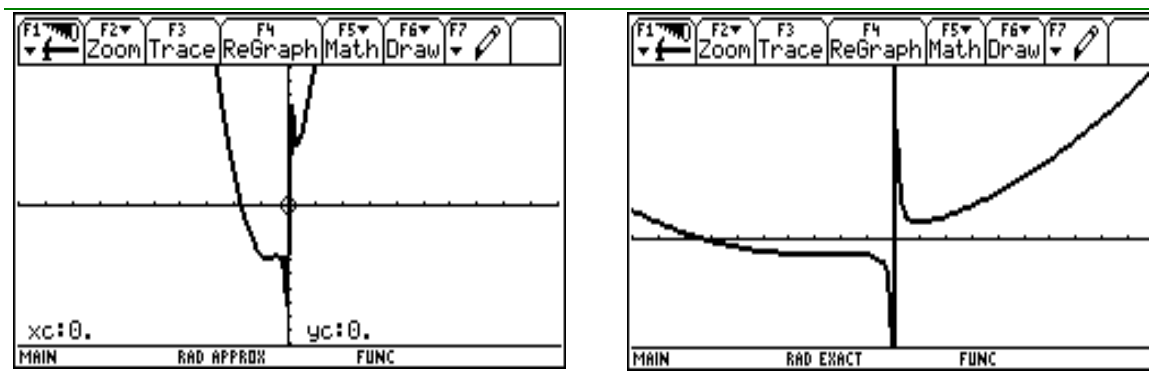 F1 F2 F3 F4 F5 F6 F7
Zoom Trace ReGraph Math Draw
xc:0. yc:0.
MAIN RAD APPROX FUNC
F1 F2 F3 F4 F5 F6 F7
Zoom Trace ReGraph Math Draw
MAIN RAD EXACT FUNC